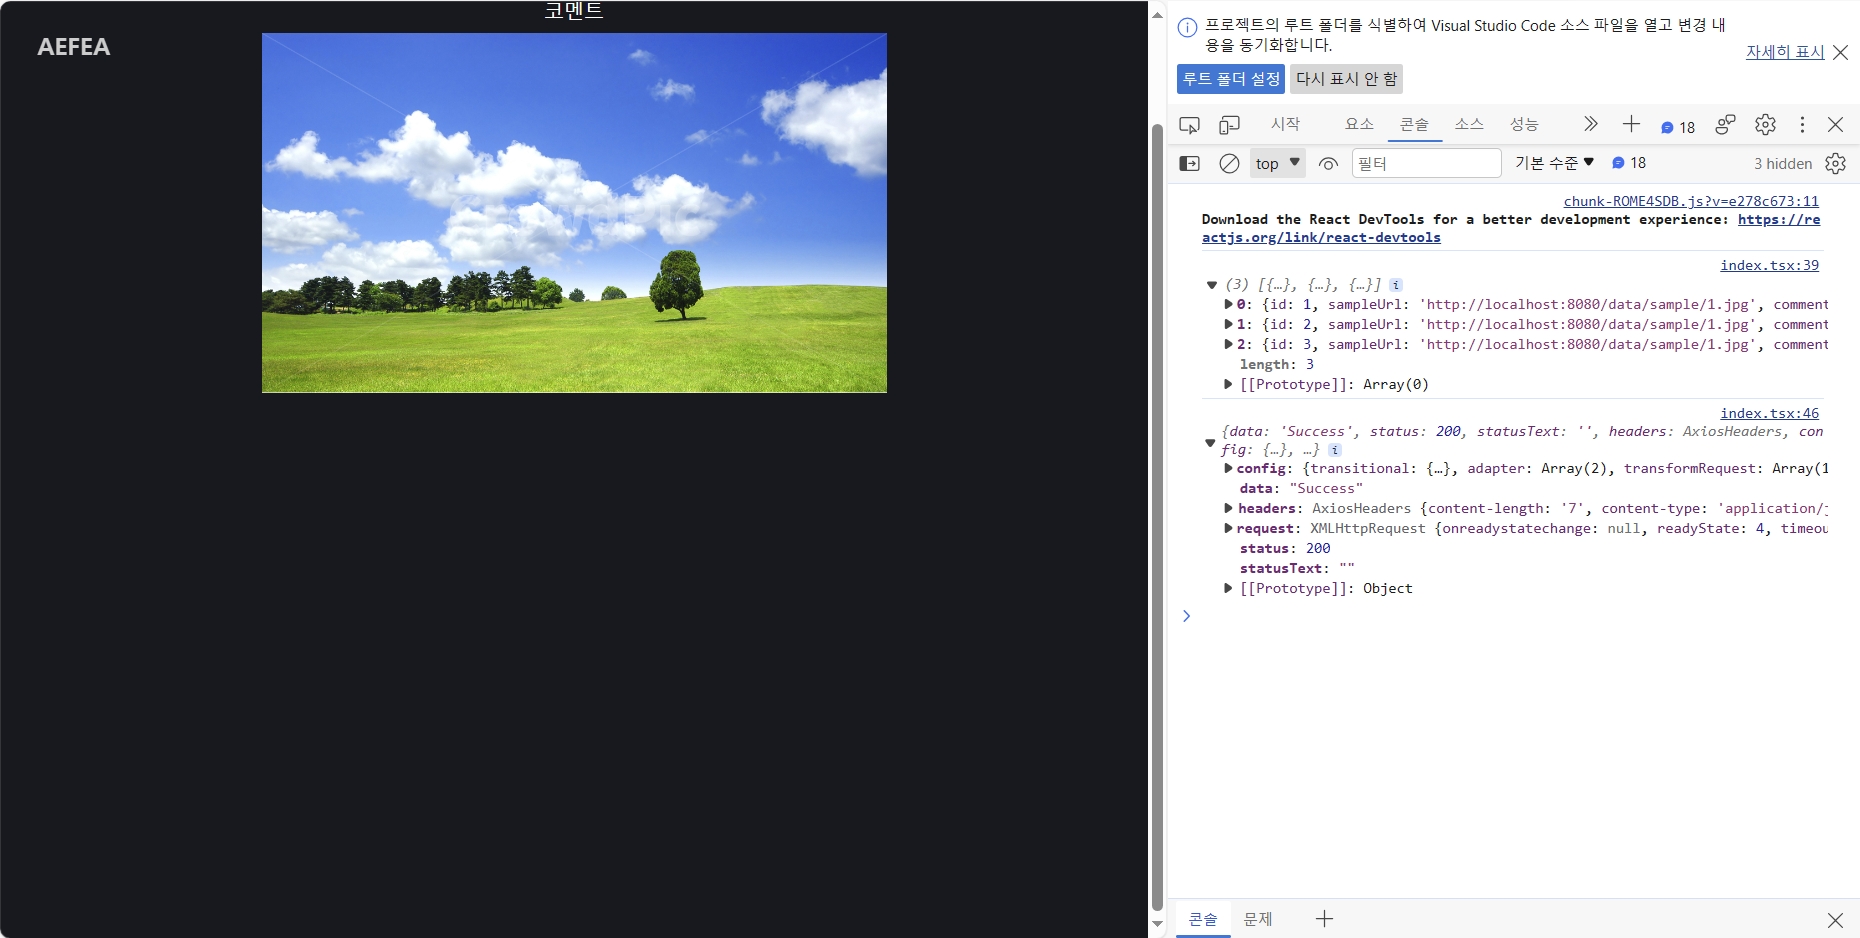 코멘트
AEFEA
프로젝트의 루트 폴더를 식별하여 Visual Studio Code 소스 파일을 열고 변경 내
용을 동기화합니다.
자세히 표시
루트 폴더 설정
다시 표시 안 함
시작 요소 콘솔 소스 성능 18
top 필터 기본 수준 18 3 hidden
chunk-ROME4SDB.js?v=e278c673:11
Download the React DevTools for a better development experience: https://re
actjs.org/link/react-devtools
index.tsx:39
(3) [{…}, {…}, {…}]
0: {id: 1, sampleUrl: 'http://localhost:8080/data/sample/1.jpg', comment
1: {id: 2, sampleUrl: 'http://localhost:8080/data/sample/1.jpg', comment
2: {id: 3, sampleUrl: 'http://localhost:8080/data/sample/1.jpg', comment
length: 3
[[Prototype]]: Array(0)
index.tsx:46
{data: 'Success', status: 200, statusText: '', headers: AxiosHeaders, con
fig: {…}, …}
config: {transitional: {…}, adapter: Array(2), transformRequest: Array(1
data: "Success"
headers: AxiosHeaders {content-length: '7', content-type: 'application/j
request: XMLHttpRequest {onreadystatechange: null, readyState: 4, timeou
status: 200
statusText: ""
[[Prototype]]: Object
콘솔 문제